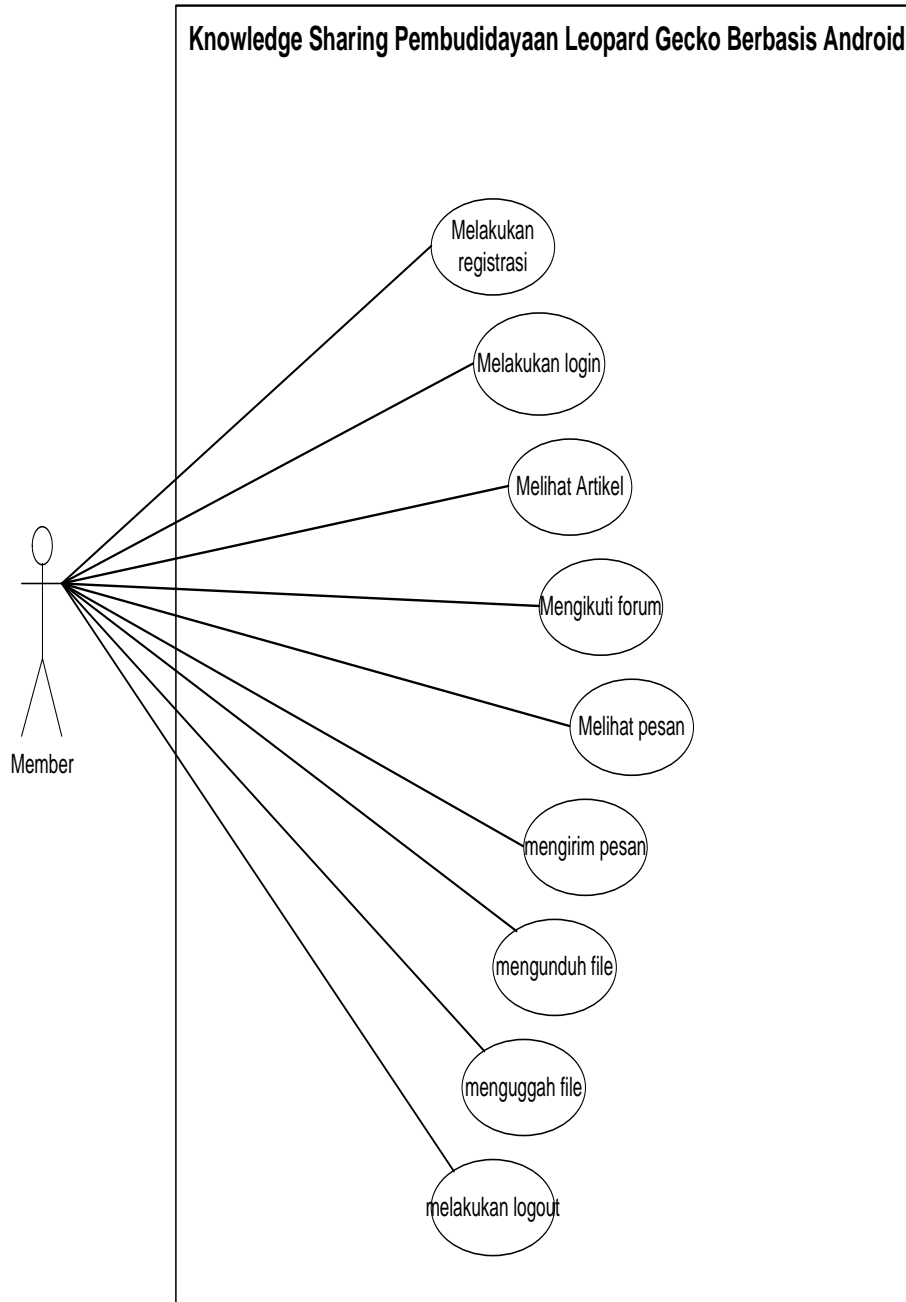 Knowledge Sharing Pembudidayaan Leopard Gecko Berbasis Android
Melakukan
registrasi
Melakukan login
Melihat Artikel
Mengikuti forum
Melihat pesan
Member
mengirim pesan
mengunduh file
menguggah file
melakukan logout